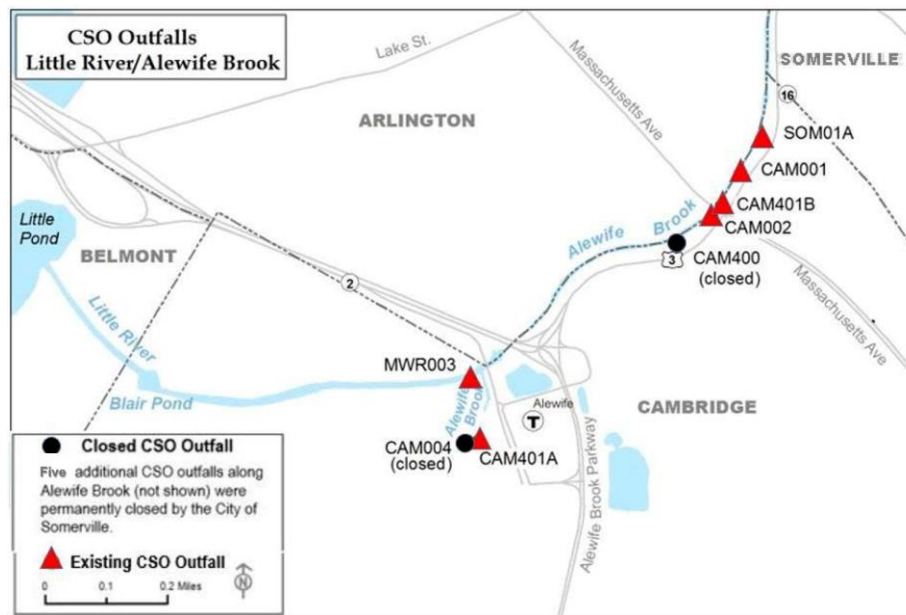 CSO Outfalls
Little River/Alewife Brook
Lake St.
Massachusetts Ave
SOMERVILLE
16
ARLINGTON
SOM01A
CAM001
CAM401B
CAM002
Alewife Brook
3
CAM400
(closed)
Little
Pond
BELMONT
2
Massachusetts Ave
Little River
MWR003
Blair Pond
Alewife
Brook
Alewife
T
CAMBRIDGE
CAM004
(closed)
CAM401A
Alewife Brook Parkway
Closed CSO Outfall
Five additional CSO outfalls along
Alewife Brook (not shown) were
permanently closed by the City of
Somerville.
Existing CSO Outfall
0 0.1 0.2 Miles
N